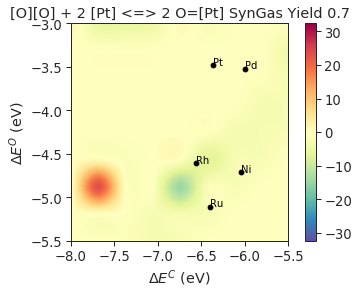 [O][O] + 2 [Pt] <=> 2 O=[Pt] SynGas Yield 0.7
−3.0
−3.5
−4.0
−4.5
−5.0
−5.5
ΔE^O (eV)
Pt
Pd
Rh
Ni
Ru
−8.0 −7.5 −7.0 −6.5 −6.0 −5.5
ΔE^C (eV)
30
20
10
0
−10
−20
−30